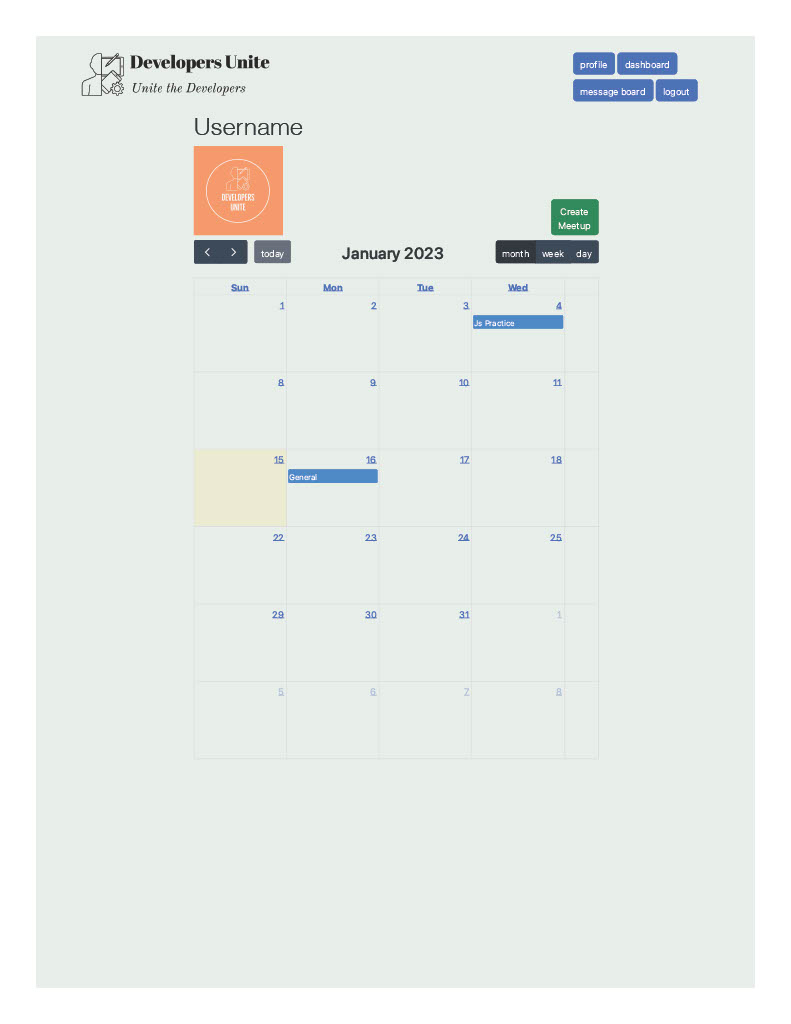 Developers Unite
Unite the Developers
profile dashboard
message board logout
Username
DEVELOPERS
UNITE
Create
Meetup
today January 2023 month week day
Sun Mon Tue Wed
1 2 3 4
Js Practice
8 9 10 11
15 16 17 18
General
22 23 24 25
29 30 31 1
5 6 7 8